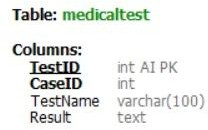 Table: medicaltest
Columns:
TestID int AI PK
CaseID int
TestName varchar(100)
Result text